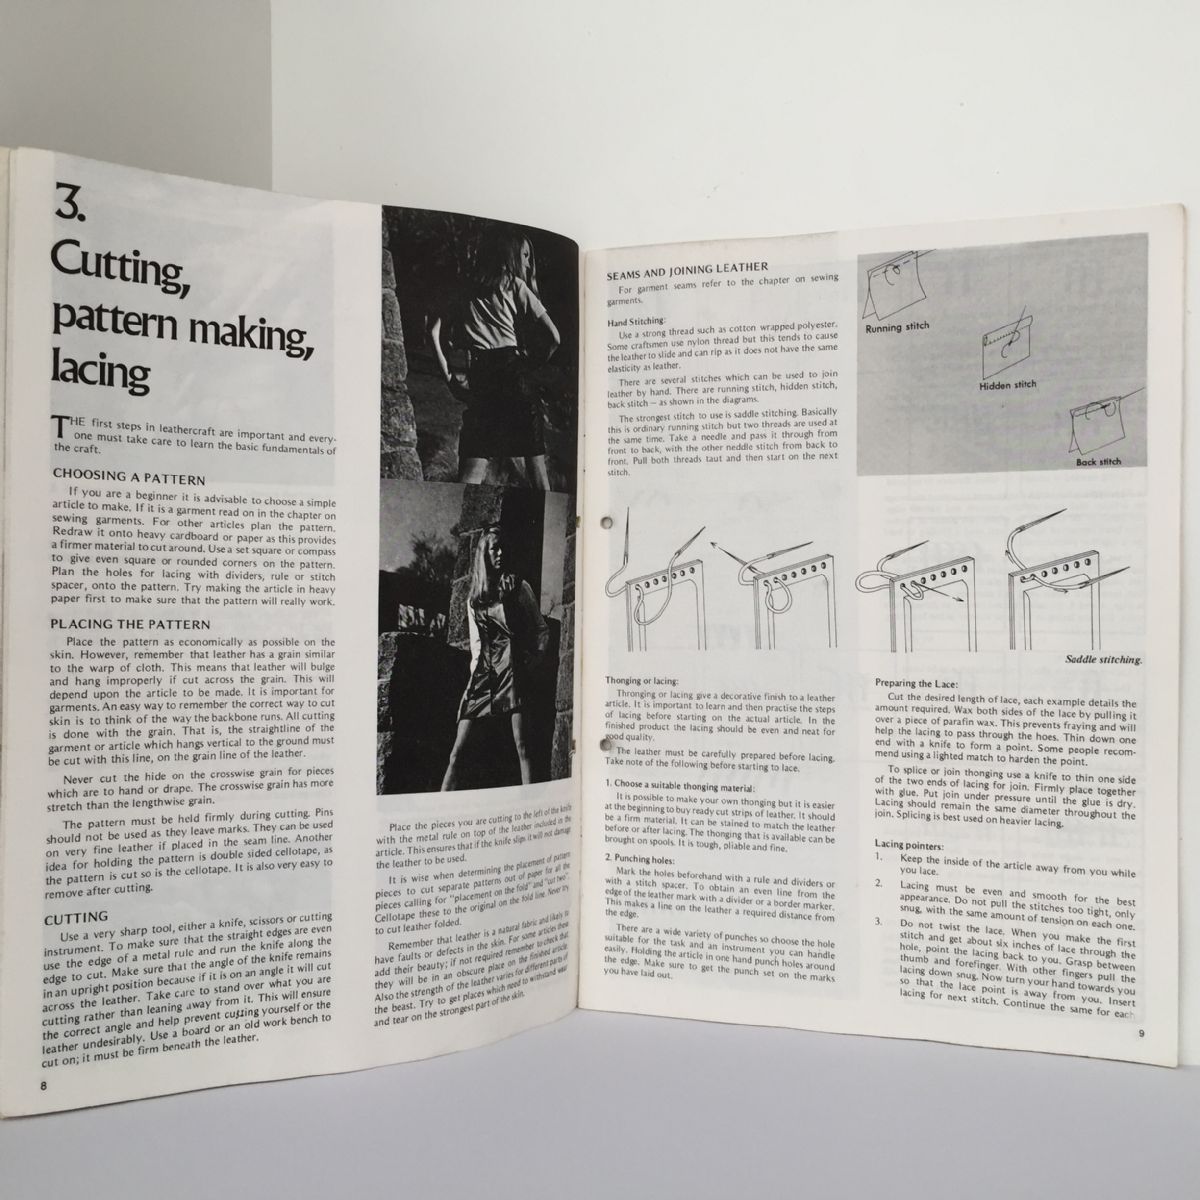 3.
Cutting,
pattern making,
lacing
THE first steps in leathercraft are important and every-
one must take care to learn the basic fundamentals of
the craft.
CHOOSING A PATTERN
If you are a beginner it is advisable to choose a simple
article to make. If it is a garment read on in the chapter on
sewing garments. For other articles plan the pattern.
Redraw it onto heavy cardboard or paper as this provides
a firmer material to cut around. Use a set square or compass
to give even square or rounded corners on the pattern.
Plan the holes for lacing with dividers, rule or stitch
spacer, onto the pattern. Try making the article in heavy
paper first to make sure that the pattern will really work.
PLACING THE PATTERN
Place the pattern as economically as possible on the
skin. However, remember that leather has a grain similar
to the warp of cloth. This means that leather will bulge
and hang improperly if cut across the grain. This will
depend upon the article to be made. It is important for
garments. An easy way to remember the correct way to cut
skin is to think of the way the backbone runs. All cutting
is done with the grain. That is, the straightline of the
garment or article which hangs vertical to the ground must
be cut with this line, on the grain line of the leather.
Never cut the hide on the crosswise grain for pieces
which are to hand or drape. The crosswise grain has more
stretch than the lengthwise grain.
The pattern must be held firmly during cutting. Pins
should not be used as they leave marks. They can be used
on very fine leather if placed in the seam line. Another
idea for holding the pattern is double sided cellotape, as
the pattern is cut so is the cellotape. It is also very easy to
remove after cutting.
CUTTING
Use a very sharp tool, either a knife, scissors or cutting
instrument. To make sure that the straight edges are even
use the edge of a metal rule and run the knife along the
edge to cut. Make sure that the angle of the knife remains
in an upright position because if it is on an angle it will cut
across the leather. Take care to stand over what you are
cutting rather than leaning away from it. This will ensure
the correct angle and help prevent cutting yourself or the
leather undesirably. Use a board or an old work bench to
cut on; it must be firm beneath the leather.
8
Place the pieces you are cutting to the left of the knife
with the metal rule on top of the leather included in the
article. This ensures that if the knife slips it will not damage
the leather to be used.
It is wise when determining the placement of pattern
pieces to cut separate patterns out of paper for all the
pieces calling for "placement on the fold" and "cut two".
Cellotape these to the original on the fold line. Never try
to cut leather folded.
Remember that leather is a natural fabric and likely to
have faults or defects in the skin. For some articles these
add their beauty; if not required remember to check that
they will be in an obscure place on the finished article.
Also the strength of the leather varies for different parts of
the beast. Try to get places which need to withstand wear
and tear on the strongest part of the skin.
SEAMS AND JOINING LEATHER
For garment seams refer to the chapter on sewing
garments.
Hand Stitching:
Use a strong thread such as cotton wrapped polyester.
Some craftsmen use nylon thread but this tends to cause
the leather to slide and can rip as it does not have the same
elasticity as leather.
There are several stitches which can be used to join
leather by hand. There are running stitch, hidden stitch,
back stitch — as shown in the diagrams.
The strongest stitch to use is saddle stitching. Basically
this is ordinary running stitch but two threads are used at
the same time. Take a needle and pass it through from
front to back, with the other neddle stitch from back to
front. Pull both threads taut and then start on the next
stitch.
Running stitch
Hidden stitch
Back stitch
Saddle stitching.
Thonging or lacing:
Thronging or lacing give a decorative finish to a leather
article. It is important to learn and then practise the steps
of lacing before starting on the actual article. In the
finished product the lacing should be even and neat for
good quality.
The leather must be carefully prepared before lacing.
Take note of the following before starting to lace.
1. Choose a suitable thonging material:
It is possible to make your own thonging but it is easier
at the beginning to buy ready cut strips of leather. It should
be a firm material. It can be stained to match the leather
before or after lacing. The thonging that is available can be
brought on spools. It is tough, pliable and fine.
2. Punching holes:
Mark the holes beforehand with a rule and dividers or
with a stitch spacer. To obtain an even line from the
edge of the leather mark with a divider or a border marker.
This makes a line on the leather a required distance from
the edge.
There are a wide variety of punches so choose the hole
suitable for the task and an instrument you can handle
easily. Holding the article in one hand punch holes around
the edge. Make sure to get the punch set on the marks
you have laid out.
Preparing the Lace:
Cut the desired length of lace, each example details the
amount required. Wax both sides of the lace by pulling it
over a piece of parafin wax. This prevents fraying and will
help the lacing to pass through the hoes. Thin down one
end with a knife to form a point. Some people recom-
mend using a lighted match to harden the point.
To splice or join thonging use a knife to thin one side
of the two ends of lacing for join. Firmly place together
with glue. Put join under pressure until the glue is dry.
Lacing should remain the same diameter throughout the
join. Splicing is best used on heavier lacing.
Lacing pointers:
1. Keep the inside of the article away from you while
you lace.
2. Lacing must be even and smooth for the best
appearance. Do not pull the stitches too tight, only
snug, with the same amount of tension on each one.
3. Do not twist the lace. When you make the first
stitch and get about six inches of lace through the
hole, point the lacing back to you. Grasp between
thumb and forefinger. With other fingers pull the
lacing down snug. Now turn your hand towards you
so that the lace point is away from you. Insert
lacing for next stitch. Continue the same for each
9